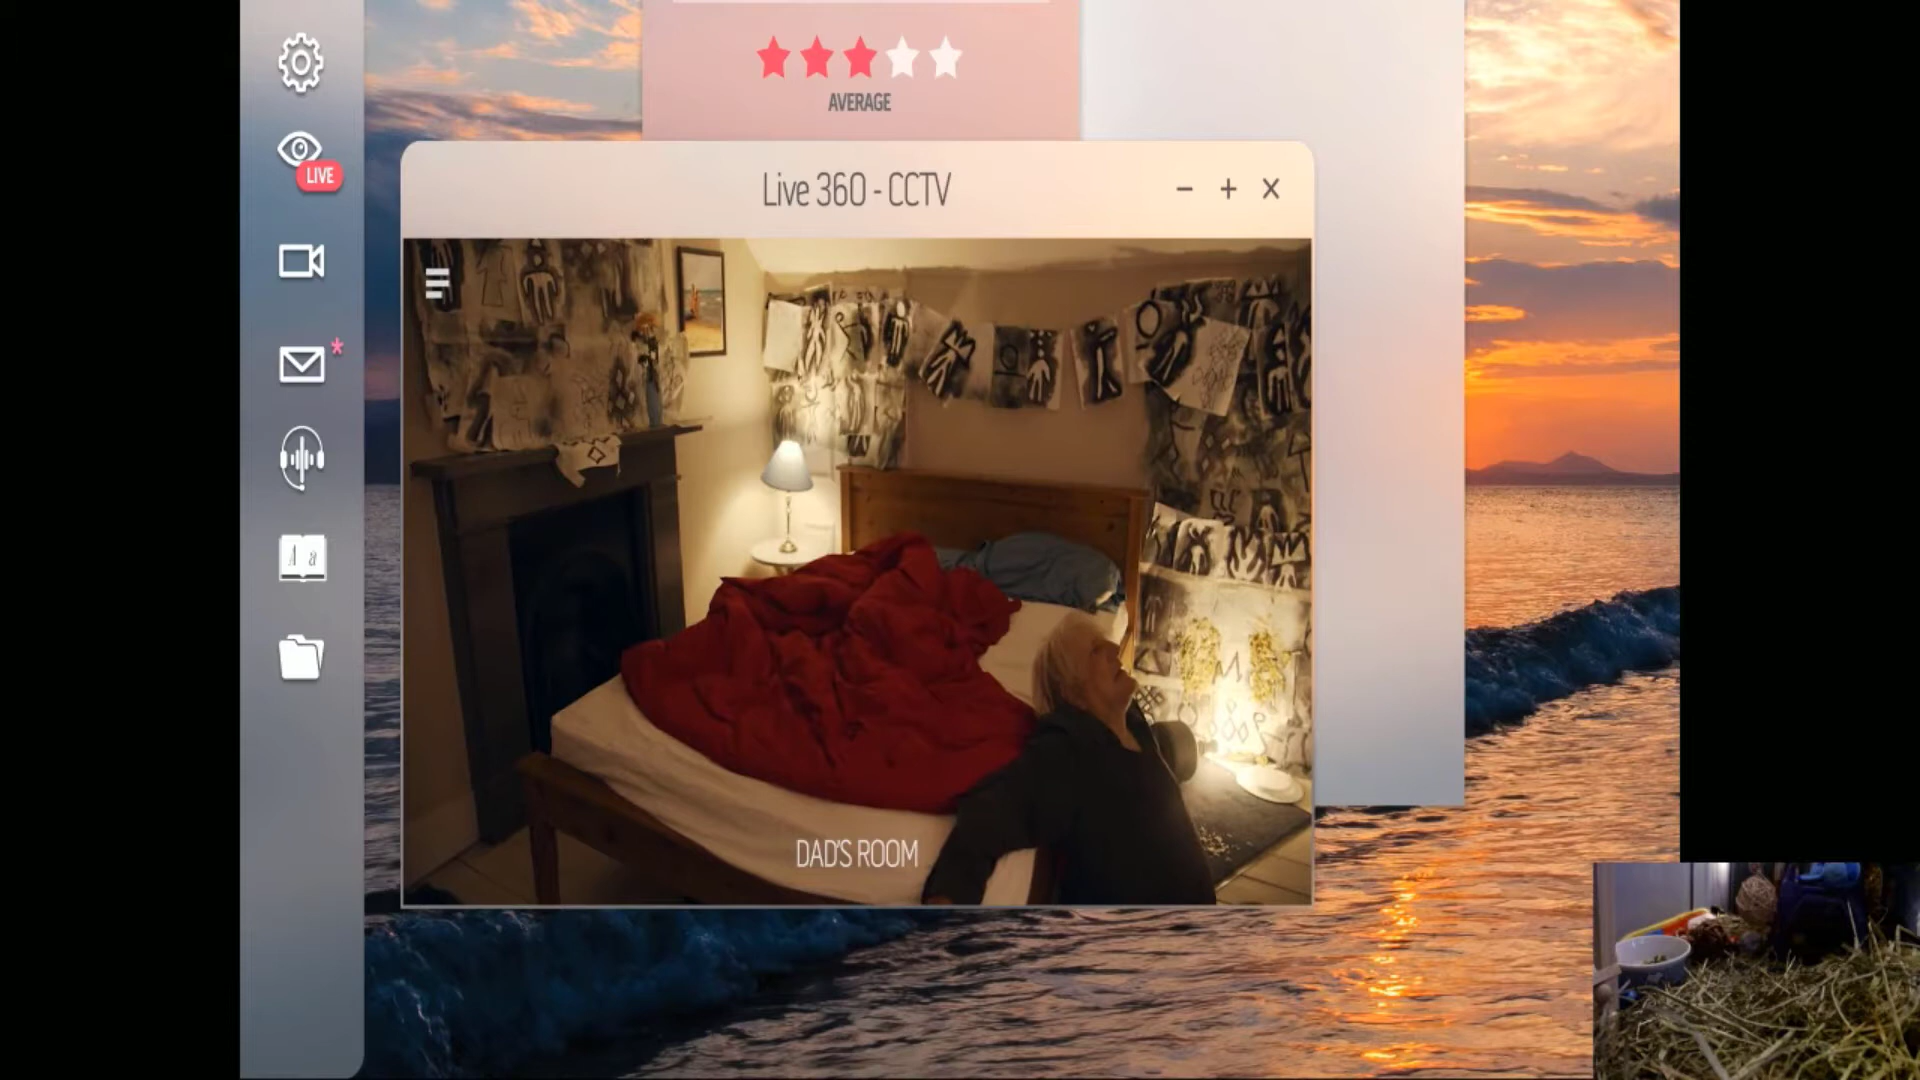 AVERAGE
LIVE
Live 360 - CCTV
A a
DAD'S ROOM